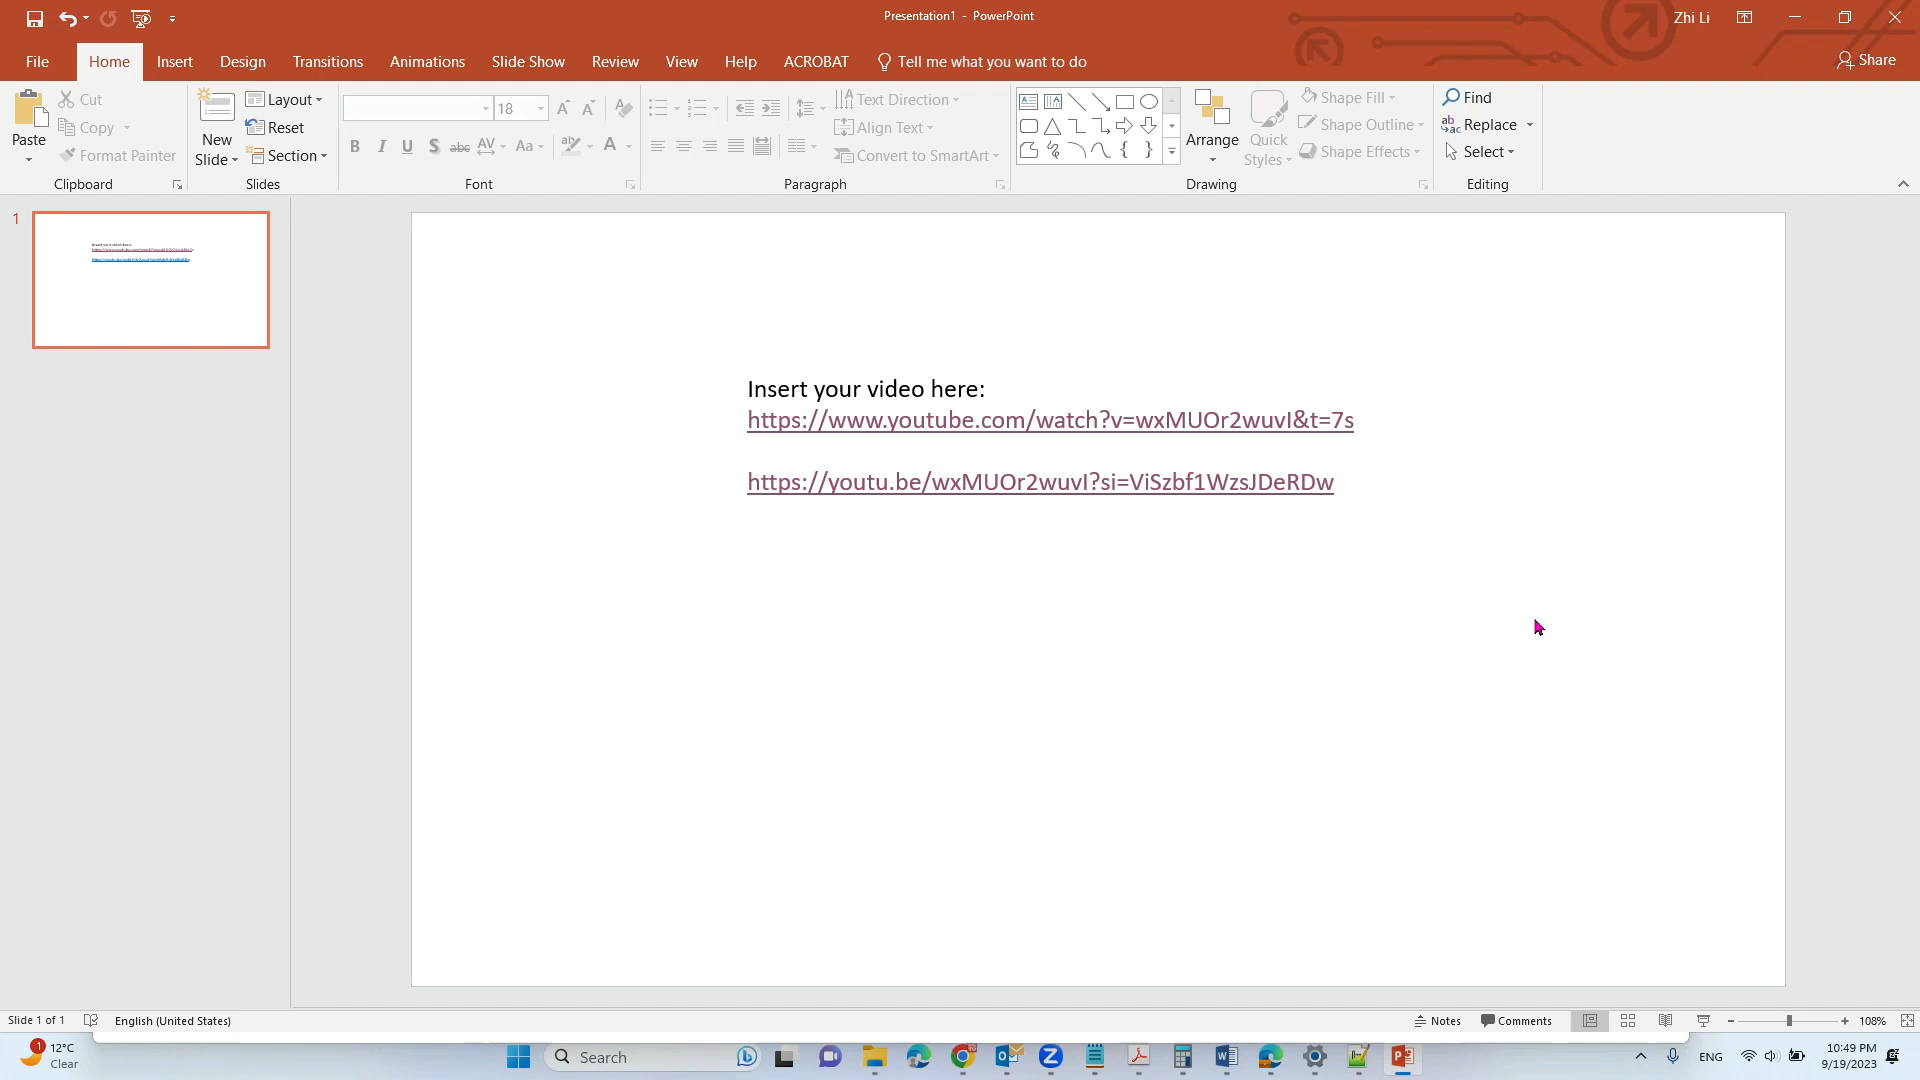 Presentation1 - PowerPoint
Zhi Li
File Home Insert Design Transitions Animations Slide Show Review View Help ACROBAT Tell me what you want to do
Share
Paste
Cut
Copy
Format Painter
Clipboard
New Slide
Layout
Reset
Section
Slides
18
B I U S abc AV Aa
aby A
Font
Text Direction
Align Text
Convert to SmartArt
Paragraph
Arrange
Quick Styles
Shape Fill
Shape Outline
Shape Effects
Drawing
Find
Replace
Select
Editing
1
Insert your video here:
https://www.youtube.com/watch?v=wxMUOr2wuvI&t=7s
https://youtu.be/wxMUOr2wuvI?si=ViSzbf1WzsJDeRDw
Slide 1 of 1
English (United States)
Notes
Comments
108%
1
12°C
Clear
Search
ENG
10:49 PM
9/19/2023